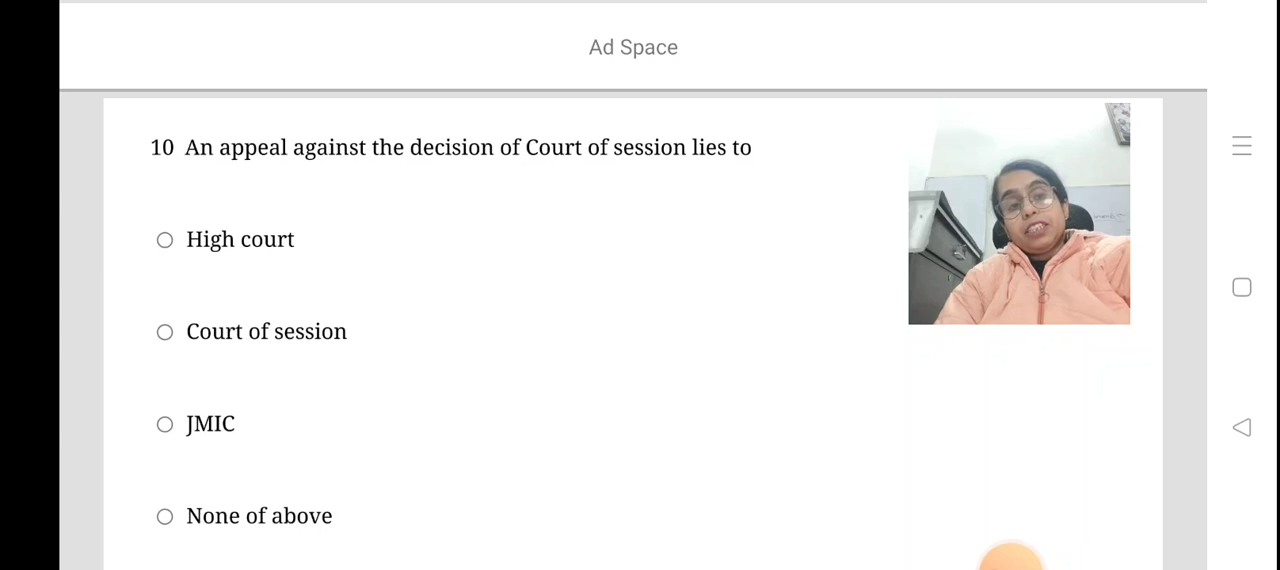 Ad Space
10 An appeal against the decision of Court of session lies to
High court
Court of session
JMIC
None of above